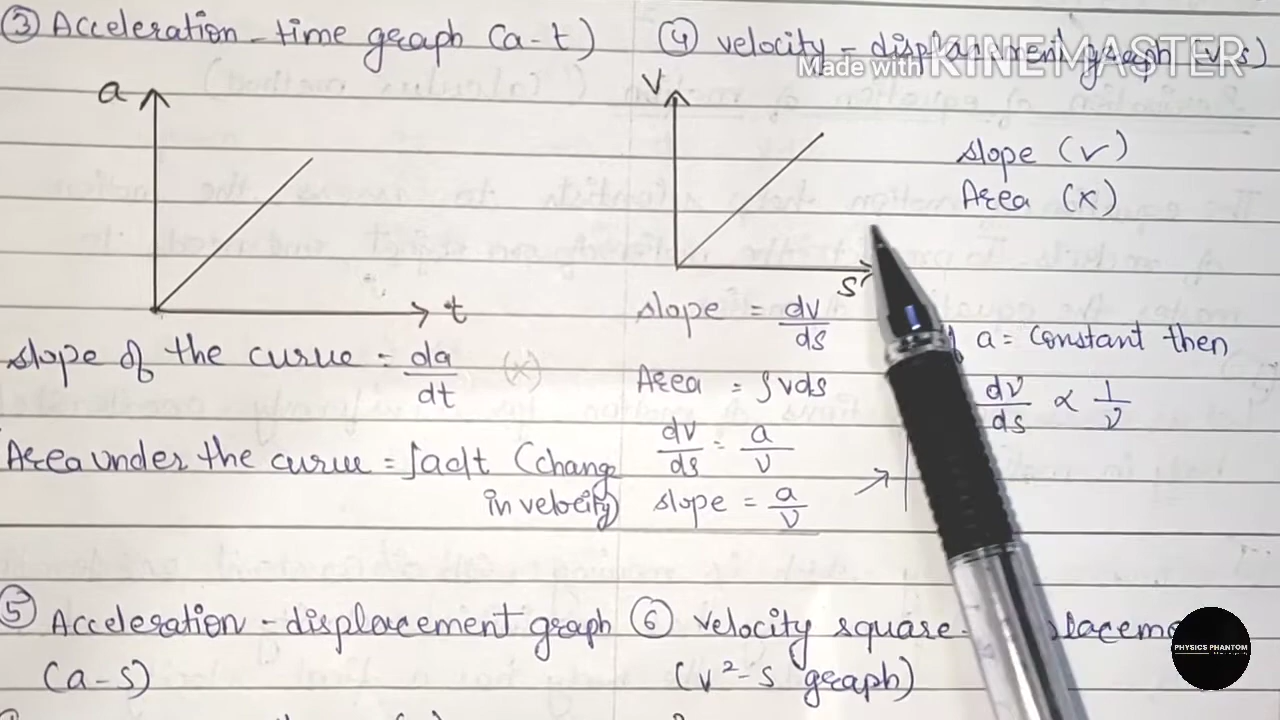 ③ Acceleration - time graph (a-t)
a
t
slope of the curve = da/dt (x)
Area under the curve = ∫adt (change
in velocity)
④ velocity - displacement graph (v-s)
Made with KINEMASTER
v
s
slope (✓)
Area (x)
slope = dv/ds
Area = ∫vds
dv/ds = a/v
slope = a/v
a = constant then
dv/ds ∝ 1/v
⑤ Acceleration - displacement graph
(a-s)
⑥ velocity square-
(v²-s graph)
PHYSICS PHANTOM